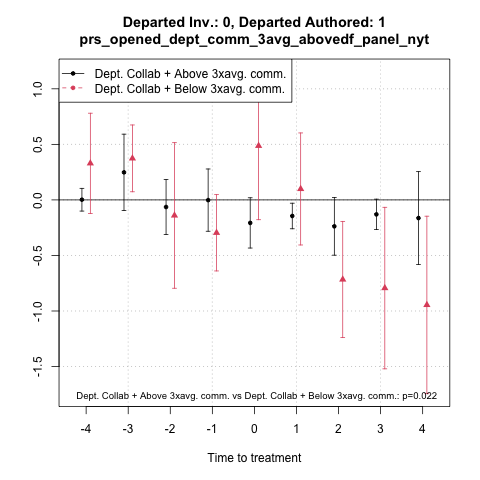 Departed Inv.: 0, Departed Authored: 1
prs_opened_dept_comm_3avg_abovedf_panel_nyt
Dept. Collab + Above 3xavg. comm.
Dept. Collab + Below 3xavg. comm.
1.0
0.5
0.0
-0.5
-1.0
-1.5
Dept. Collab + Above 3xavg. comm. vs Dept. Collab + Below 3xavg. comm.: p=0.022
-4 -3 -2 -1 0 1 2 3 4
Time to treatment